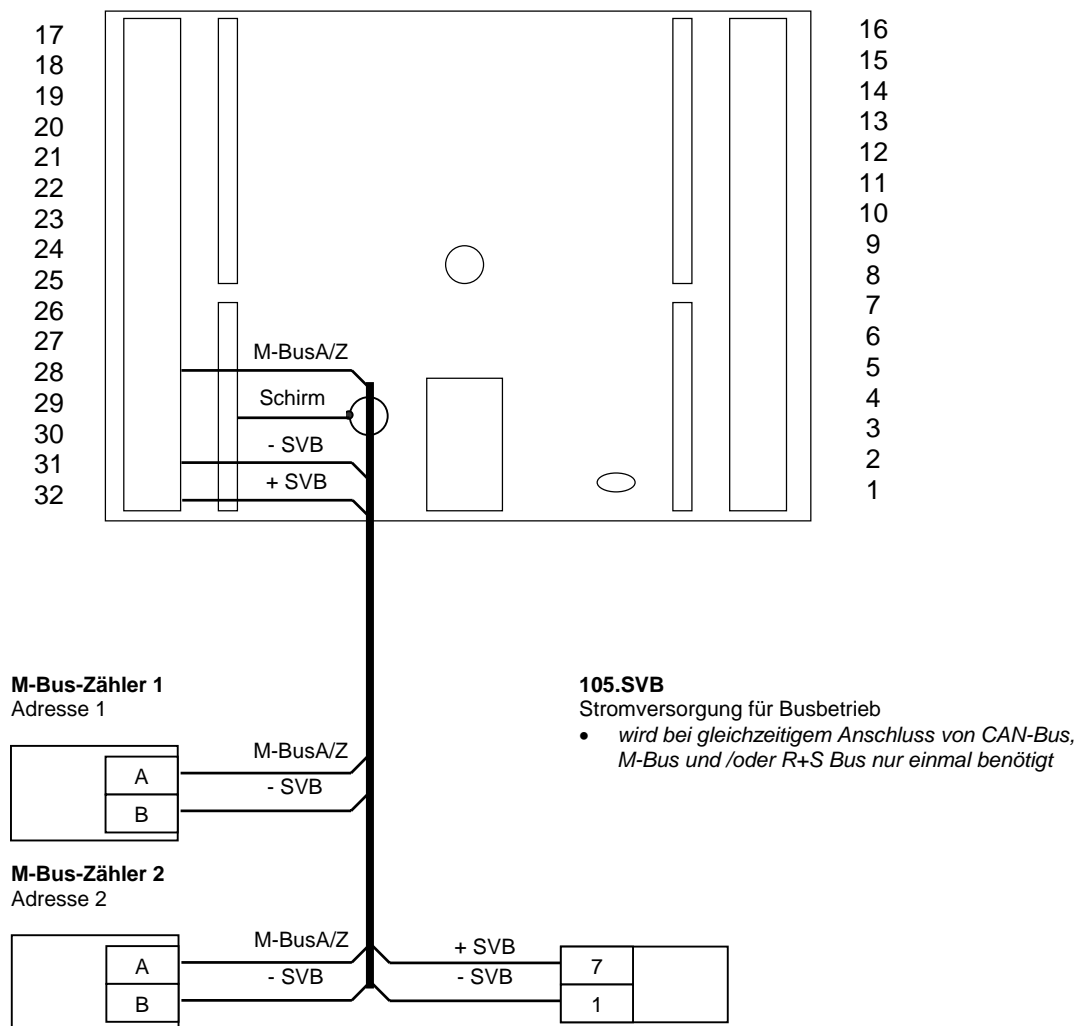 17
18
19
20
21
22
23
24
25
26
27
28
29
30
31
32
16
15
14
13
12
11
10
9
8
7
6
5
4
3
2
1
M-BusA/Z
Schirm
- SVB
+ SVB
M-Bus-Zähler 1
Adresse 1
M-BusA/Z
- SVB
A
B
105.SVB
Stromversorgung für Busbetrieb
• wird bei gleichzeitigem Anschluss von CAN-Bus,
M-Bus und /oder R+S Bus nur einmal benötigt
M-Bus-Zähler 2
Adresse 2
M-BusA/Z
- SVB
A
B
+ SVB
- SVB
7
1